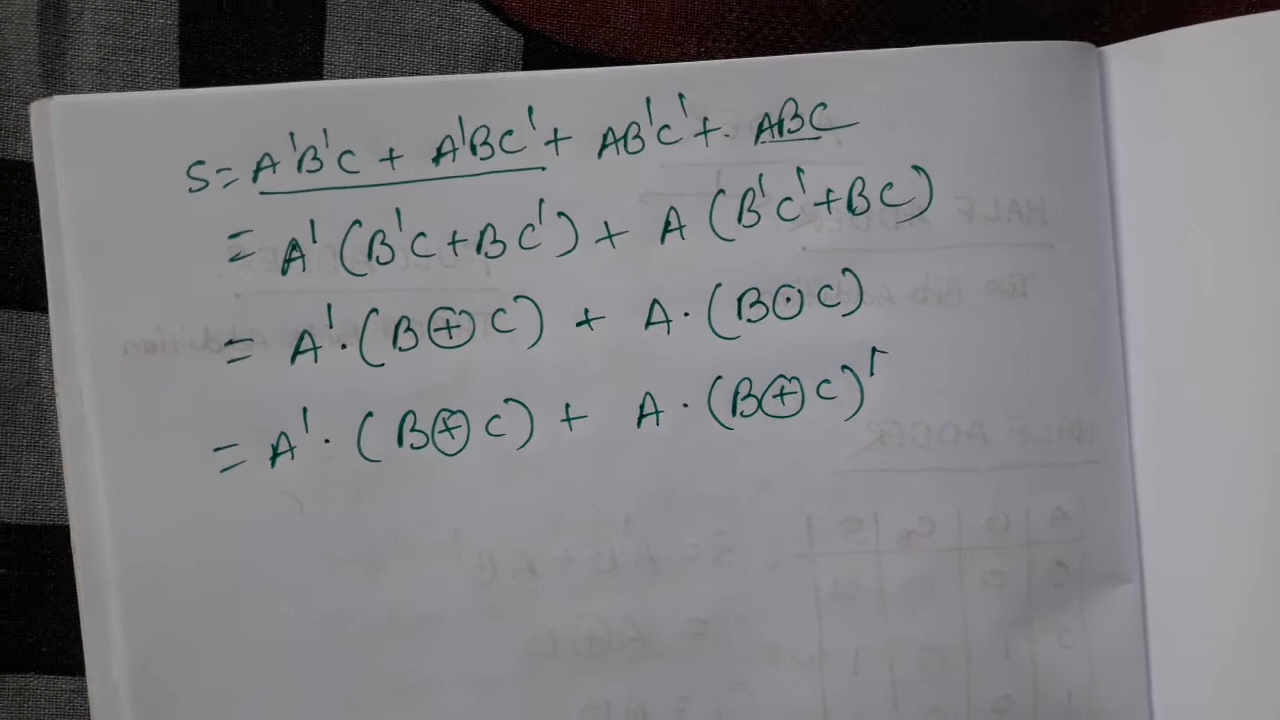 S = A'B'C + A'BC' + AB'C' + ABC
= A' (B'C + BC') + A (B'C' + BC)
= A' · (B ⊕ C) + A · (B ⊙ C)
= A' · (B ⊕ C) + A · (B ⊕ C)'